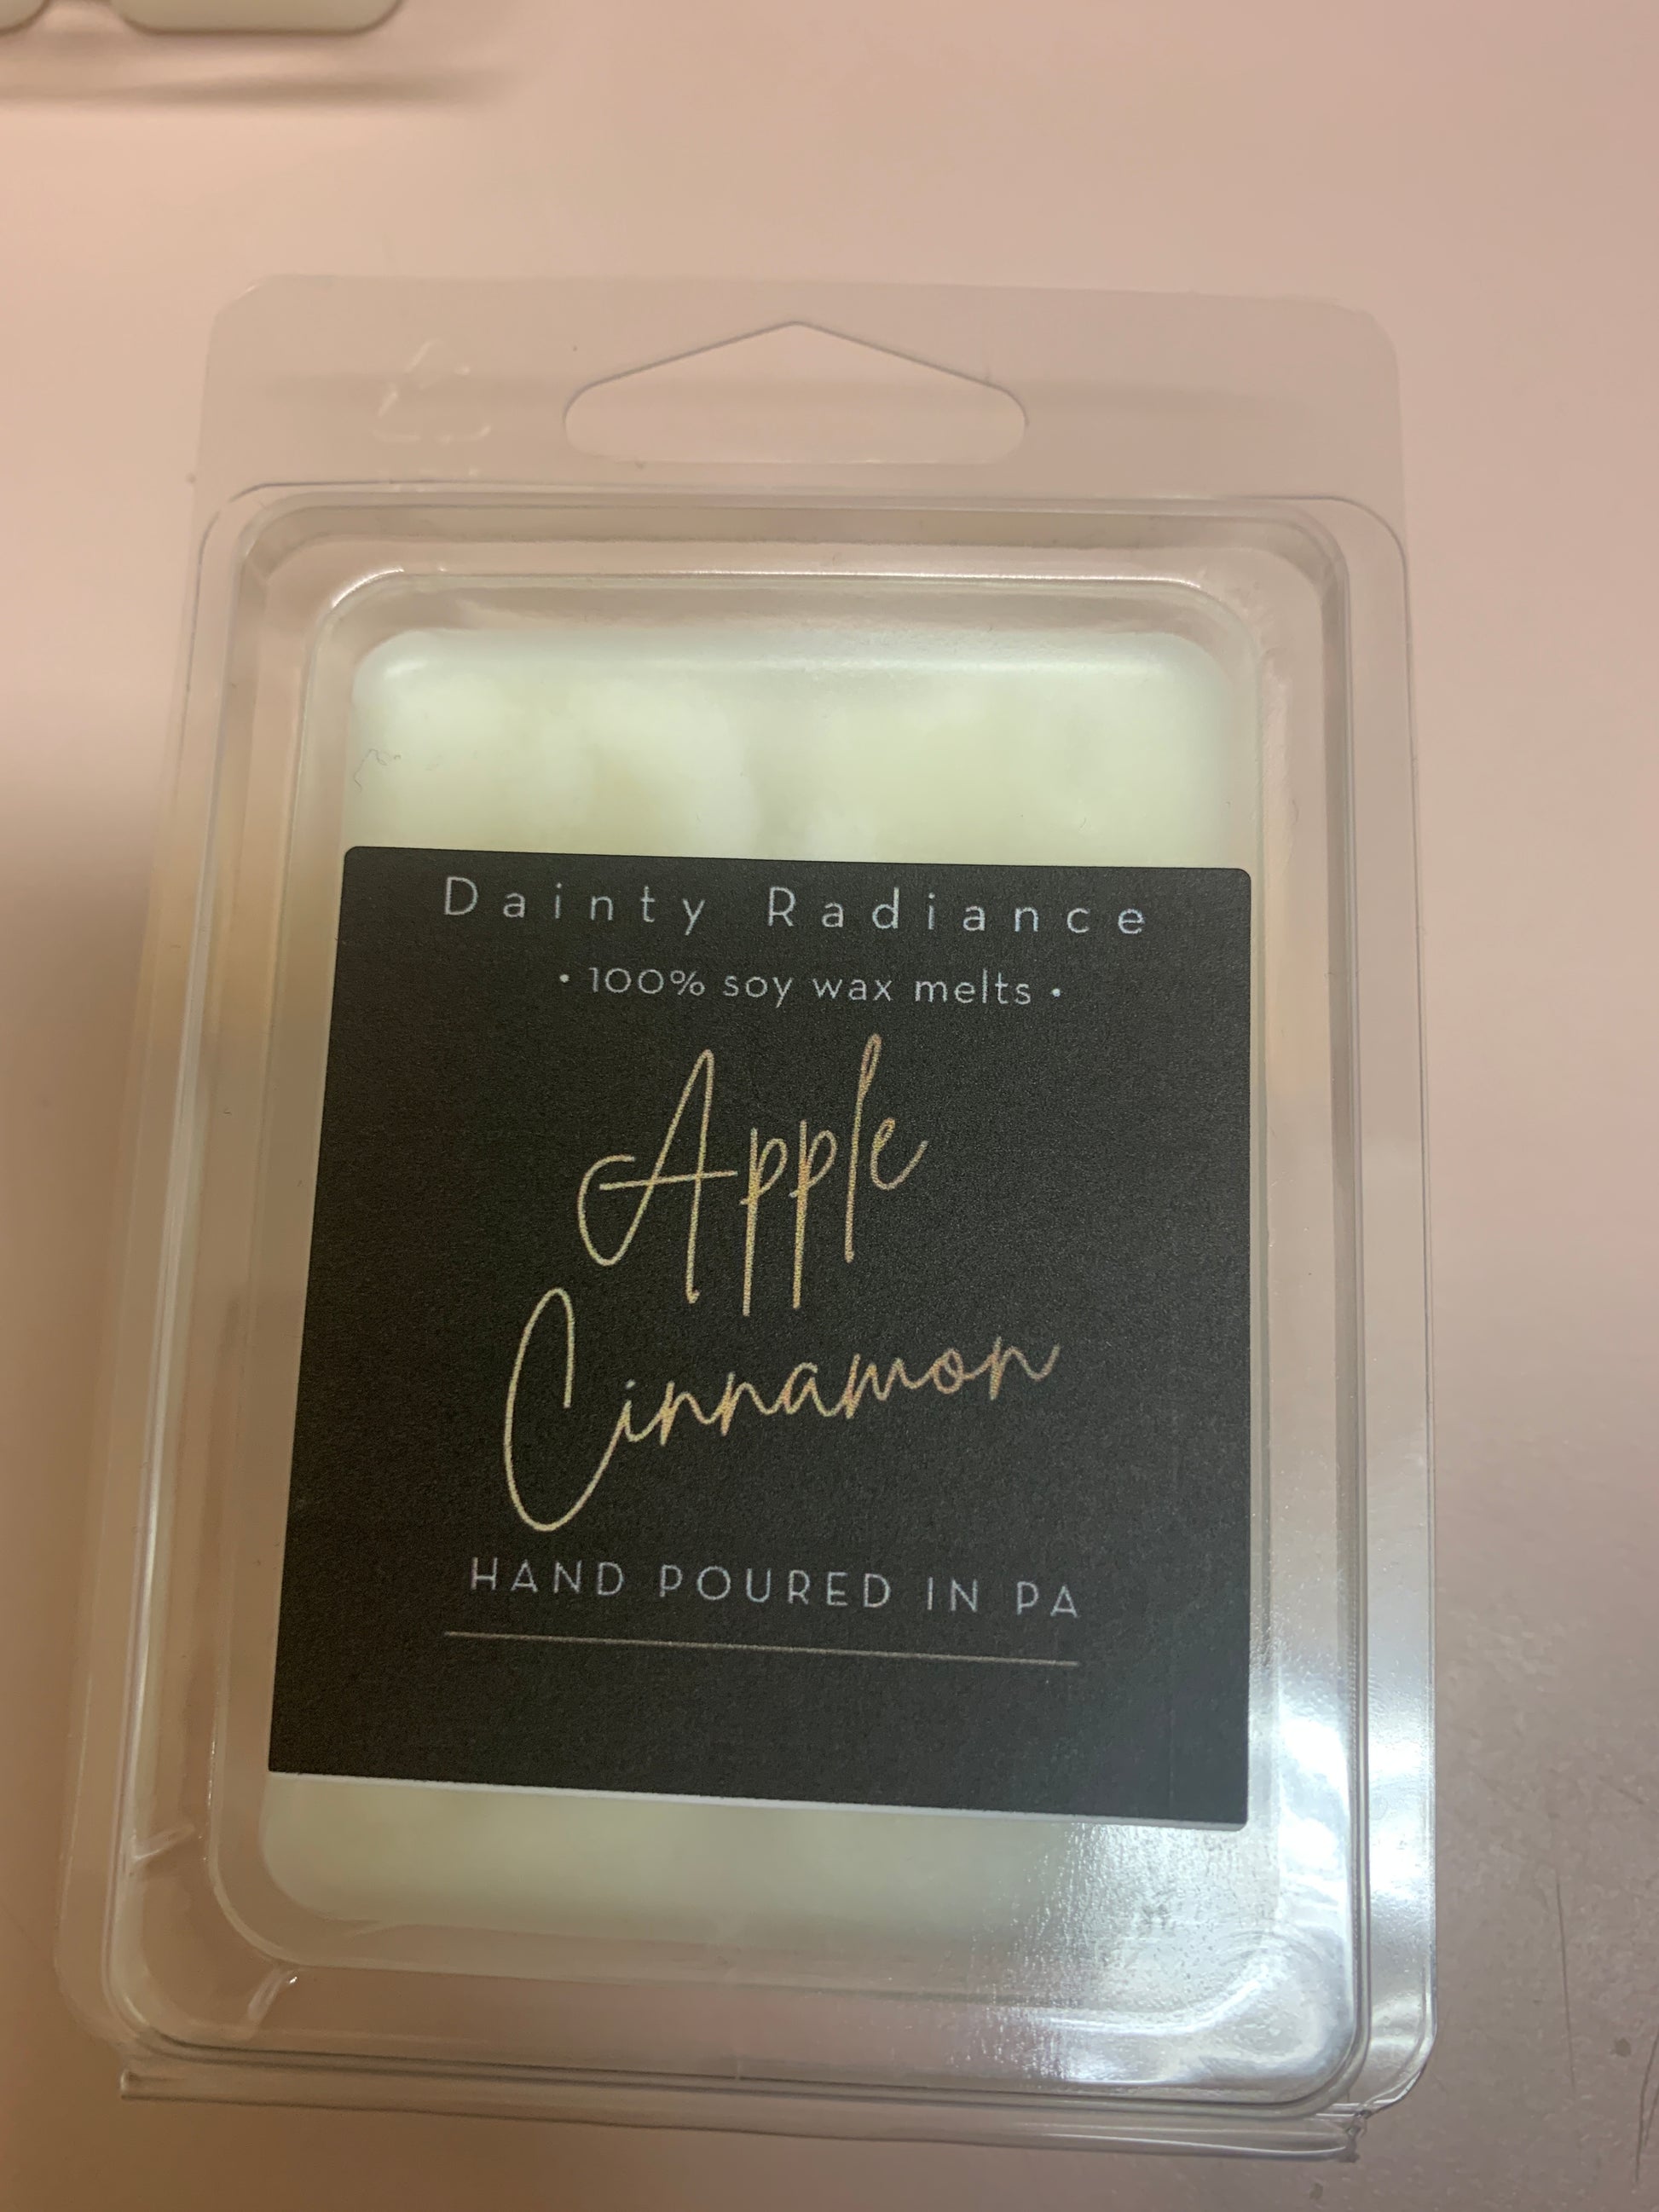 Dainty Radiance
• 100% soy wax melts •
Apple
Cinnamon
HAND POURED IN PA